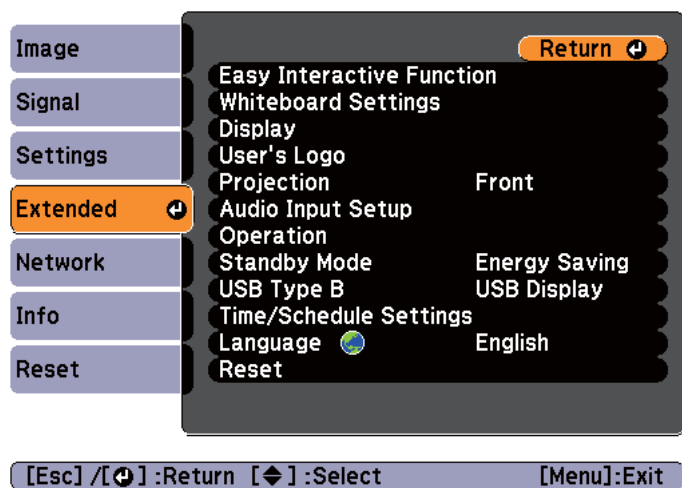 Image
Signal
Settings
Extended
Network
Info
Reset
Return
Easy Interactive Function
Whiteboard Settings
Display
User's Logo
Projection Front
Audio Input Setup
Operation
Standby Mode Energy Saving
USB Type B USB Display
Time/Schedule Settings
Language English
Reset
[Esc] /[⏎] :Return [◆] :Select [Menu]:Exit